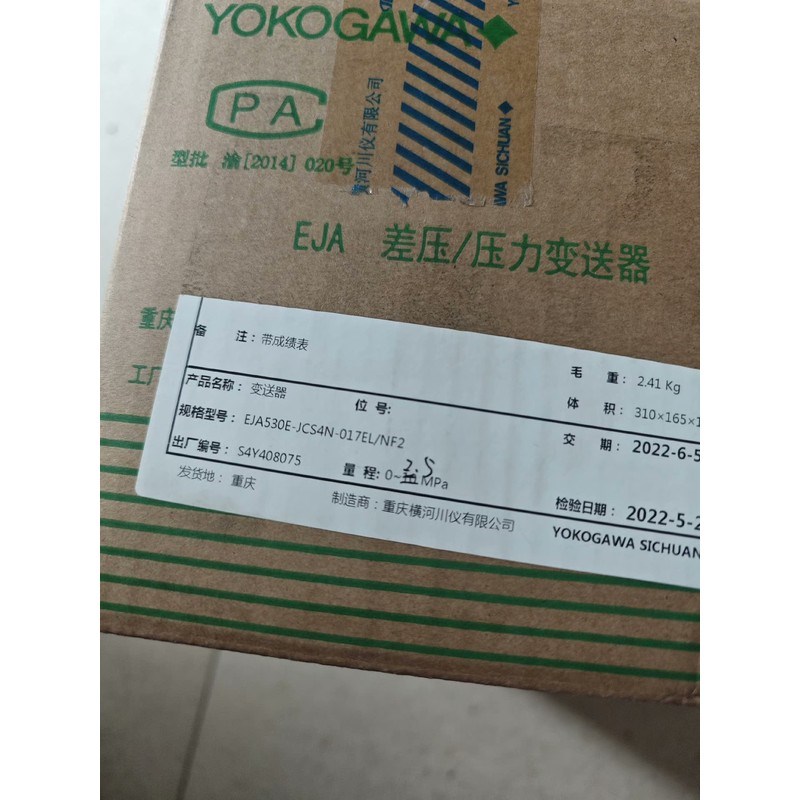 YOKOGAWA
PA
型批 渝[2014] 020号
横河川仪有限公司
WA SICHUAN
EJA 差压/压力变送器
重庆
工厂
备 注：带成绩表
毛 重：2.41 Kg
产品名称：变送器
位号：
体 积：310×165×1
规格型号：EJA530E-JCS4N-017EL/NF2
交 期：2022-6-5
出厂编号：S4Y408075
量 程: 0~ 2.5 MPa
检验日期：2022-5-2
发货地：重庆
制造商：重庆横河川仪有限公司
YOKOGAWA SICHUAN